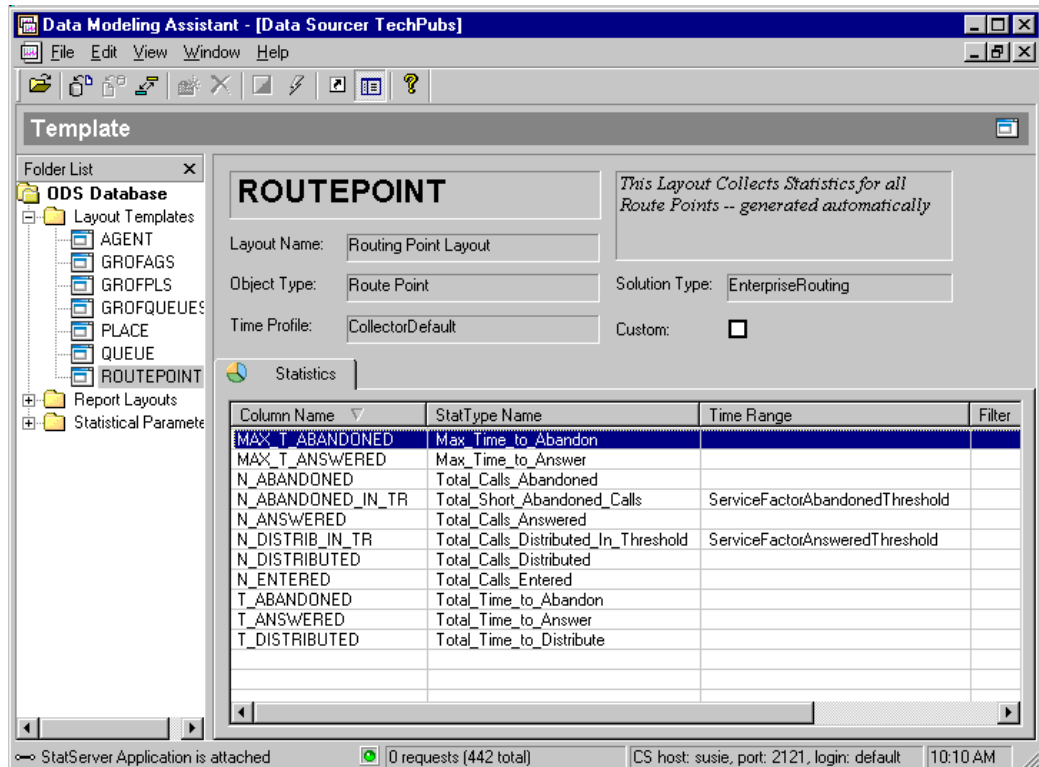 Data Modeling Assistant - [Data Sourcer TechPubs]
File Edit View Window Help
Template
Folder List
ODS Database
Layout Templates
AGENT
GROFAGS
GROFPLS
GROFQUEUES
PLACE
QUEUE
ROUTEPOINT
Report Layouts
Statistical Paramete
ROUTEPOINT
This Layout Collects Statistics for all
Route Points -- generated automatically
Layout Name: Routing Point Layout
Object Type: Route Point
Solution Type: EnterpriseRouting
Time Profile: CollectorDefault
Custom:
Statistics
Column Name StatType Name Time Range Filter
MAX_T_ABANDONED Max_Time_to_Abandon
MAX_T_ANSWERED Max_Time_to_Answer
N_ABANDONED Total_Calls_Abandoned
N_ABANDONED_IN_TR Total_Short_Abandoned_Calls ServiceFactorAbandonedThreshold
N_ANSWERED Total_Calls_Answered
N_DISTRIB_IN_TR Total_Calls_Distributed_In_Threshold ServiceFactorAnsweredThreshold
N_DISTRIBUTED Total_Calls_Distributed
N_ENTERED Total_Calls_Entered
T_ABANDONED Total_Time_to_Abandon
T_ANSWERED Total_Time_to_Answer
T_DISTRIBUTED Total_Time_to_Distribute
StatServer Application is attached 0 requests (442 total) CS host: susie, port: 2121, login: default 10:10 AM